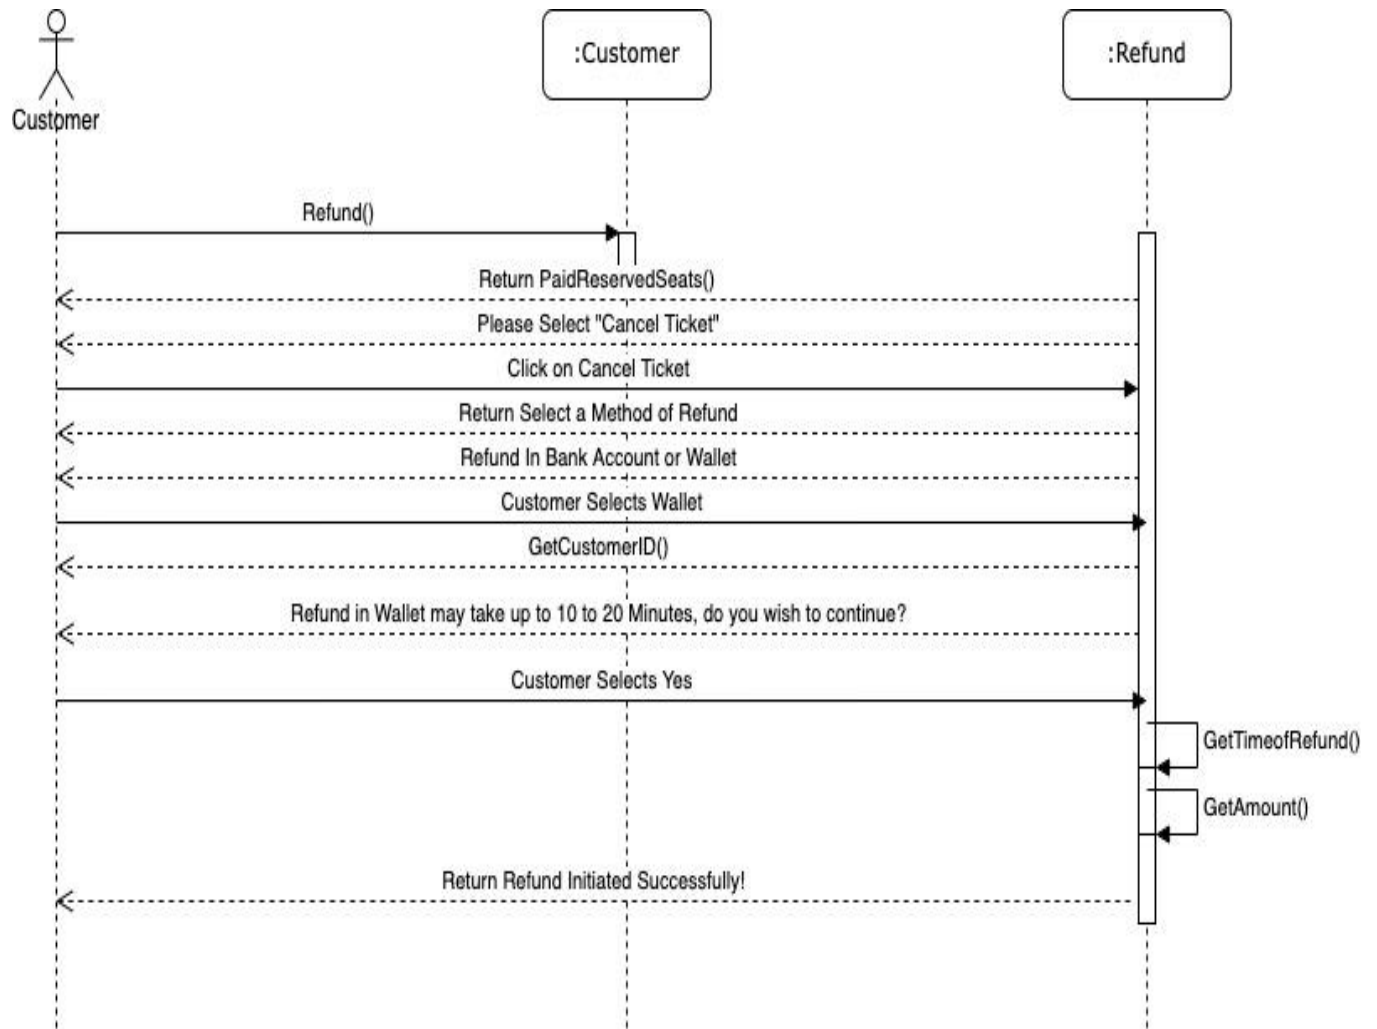 :Customer
:Refund
Customer
Refund()
Return PaidReservedSeats()
Please Select "Cancel Ticket"
Click on Cancel Ticket
Return Select a Method of Refund
Refund In Bank Account or Wallet
Customer Selects Wallet
GetCustomerID()
Refund in Wallet may take up to 10 to 20 Minutes, do you wish to continue?
Customer Selects Yes
GetTimeofRefund()
GetAmount()
Return Refund Initiated Successfully!